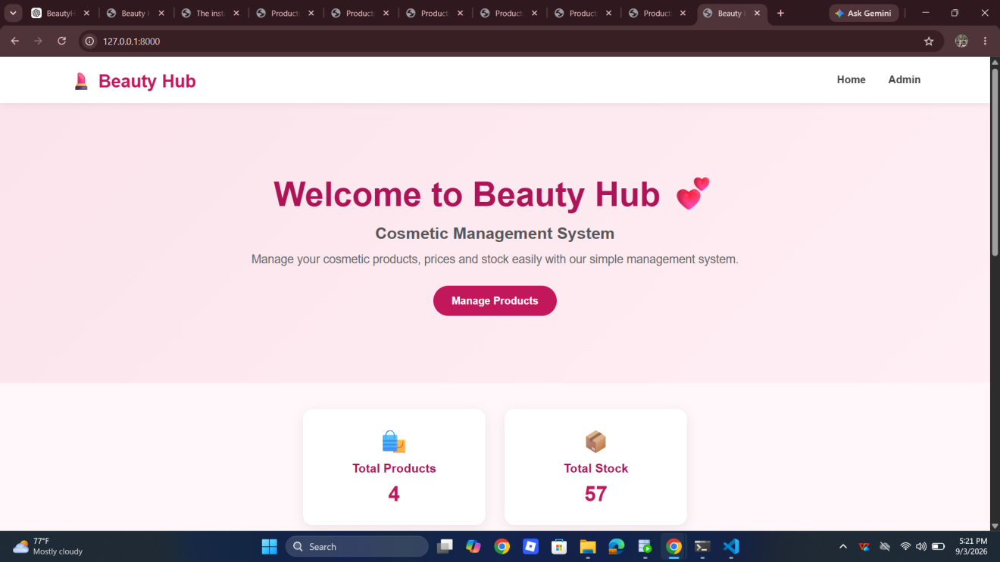 BeautyH
Beauty
The inst
Product
Product
Product
Product
Product
Product
Beauty
Ask Gemini
127.0.0.1:8000
Beauty Hub
Home
Admin
Welcome to Beauty Hub 💕
Cosmetic Management System
Manage your cosmetic products, prices and stock easily with our simple management system.
Manage Products
Total Products
4
Total Stock
57
77°F
Mostly cloudy
Search
5:21 PM
9/3/2026